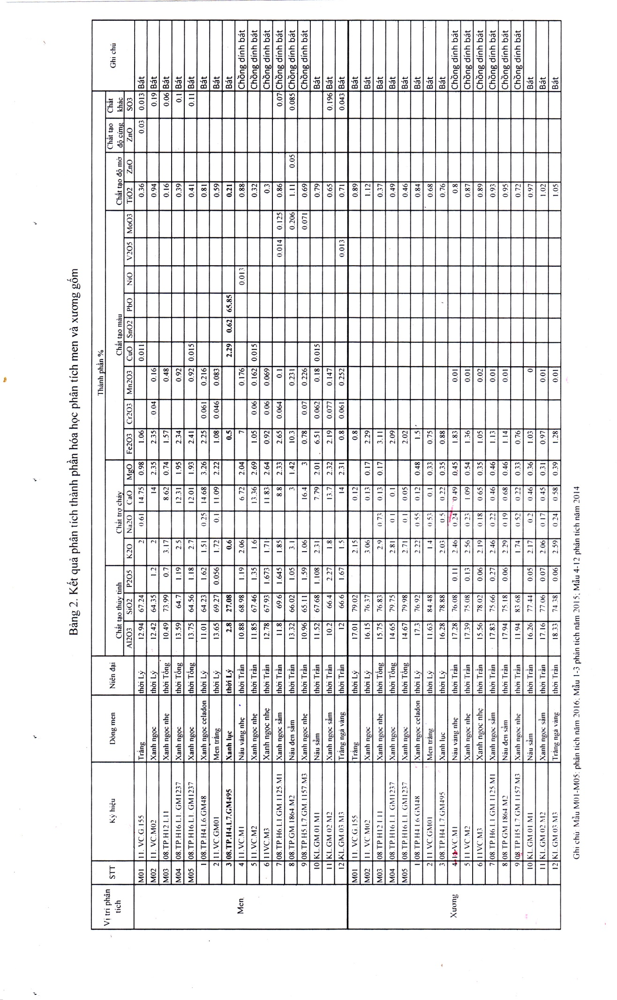 Bảng 2. Kết quả phân tích thành phần hóa học phân tích men và xương gốm
Vị trí phân tích STT Ký hiệu Dòng men Niên đại Thành phần % Ghi chú
Chất tạo thủy tinh Chất trợ chảy Chất tạo màu Chất tạo độ mờ Chất tạo độ cứng Chất khác
Al2O3 SiO2 P2O5 K2O Na2O CaO MgO Fe2O3 Cr2O3 Mn2O3 CuO SnO2 PbO NiO V2O5 MoO3 TiO2 ZnO ZnO SO3
Men
M01 11. VC.G.155 Trắng thời Lý 12.94 67.24 2 0.61 14.75 0.98 1.06 0.011 0.36 0.03 0.013 Bát
M02 11. VC.M02 Xanh ngọc thời Lý 12.42 64.35 1.2 2 14 2.35 2.35 0.04 0.16 0.94 0.19 Bát
M03 08.TP.H12 L11 Xanh ngọc nhẹ thời Tống 10.49 73.99 0.7 3.17 8.62 0.74 1.57 0.48 0.16 0.06 Bát
M04 08.TP.H16.L1. GM1237 Xanh ngọc thời Tống 13.59 64.7 1.19 2.5 12.31 1.95 2.34 0.92 0.39 0.1 Bát
M05 08.TP.H16.L1. GM1237 Xanh ngọc thời Tống 13.75 64.56 1.18 2.7 12.01 1.93 2.41 0.92 0.015 0.41 0.11 Bát
1 08.TP.H4.L6.GM48 Xanh ngọc celadon thời Lý 11.01 64.23 1.62 1.51 0.25 14.68 3.26 2.25 0.061 0.216 0.81 Bát
2 11.VC.GM01 Men trắng thời Lý 13.65 69.27 0.056 1.72 0.1 11.09 2.22 1.08 0.046 0.083 0.59 Bát
3 08.TP.H4.L7.GM495 Xanh lục thời Lý 2.8 27.08 0.6 0.5 2.29 0.62 65.85 0.21 Bát
4 11.VC.M1 Nâu vàng nhẹ thời Trần 10.88 68.98 1.19 2.06 6.72 2.04 7 0.176 0.013 0.88 Chồng dính bát
5 11.VC.M2 Xanh ngọc nhẹ thời Trần 11.85 67.46 1.35 1.6 13.36 2.69 1.05 0.06 0.162 0.015 0.32 Chồng dính bát
6 11VC.M3 Xanh ngọc nhẹ thời Trần 12.78 67.93 1.673 1.71 11.83 2.64 0.92 0.06 0.069 0.3 Chồng dính bát
7 08.TP.H6.L1.GM.1125.M1 Xanh ngọc sẫm thời Trần 11.8 69.6 1.645 1.85 8.8 2.33 2.65 0.064 0.1 0.014 0.125 0.86 0.07 Chồng dính bát
8 08.TP.GM.1864.M2 Nâu đen sẫm thời Trần 13.32 66.02 1.05 3.1 3 1.42 10.3 0.231 0.206 1.11 0.05 0.085 Chồng dính bát
9 08.TP.H5.L7.GM.1157.M3 Xanh ngọc nhẹ thời Trần 10.96 65.11 1.59 1.06 16.4 3 0.78 0.07 0.226 0.071 0.69 Chồng dính bát
10 KL.GM.01.M1 Nâu sẫm thời Trần 11.52 67.68 1.108 2.31 7.79 2.01 6.51 0.062 0.18 0.015 0.79 Bát
11 KL.GM 02 M2 Xanh ngọc sẫm thời Trần 10.2 66.4 2.27 1.8 13.7 2.32 2.19 0.077 0.147 0.65 0.196 Bát
12 KL.GM.03 M3 Trắng ngà vàng thời Trần 12 66.6 1.67 1.5 14 2.31 0.8 0.061 0.252 0.013 0.71 0.043 Bát
Xương
M01 11. VC.G.155 Trắng thời Lý 17.01 79.02 2.15 0.12 0.8 0.89 Bát
M02 11. VC.M02 Xanh ngọc thời Lý 16.15 76.37 3.06 0.13 0.17 2.29 1.12 Bát
M03 08.TP.H12 L11 Xanh ngọc nhẹ thời Tống 15.75 76.83 2.9 0.73 0.13 0.17 3.11 0.37 Bát
M04 08.TP.H16.L1. GM1237 Xanh ngọc thời Tống 14.65 79.75 2.81 0.1 0.1 2.09 0.49 Bát
M05 08.TP.H16.L1. GM1237 Xanh ngọc thời Tống 14.67 79.98 2.71 0.1 0.05 2.02 0.46 Bát
1 08 TP.H4.L6 GM48 Xanh ngọc celadon thời Lý 17.3 76.92 2.22 0.55 0.12 0.48 1.5 0.84 Bát
2 11.VC.GM01 Men trắng thời Lý 11.63 84.48 1.4 0.53 0.1 0.33 0.75 0.68 Bát
3 08 TP.H4.L7 GM495 Xanh lục thời Lý 16.28 78.88 2.03 0.5 0.22 0.35 0.88 0.76 Bát
4 11.VC.M1 Nâu vàng nhẹ thời Trần 17.28 76.08 0.11 2.46 0.24 0.49 0.45 1.83 0.01 0.8 Chồng dính bát
5 11.VC.M2 Xanh ngọc nhẹ thời Trần 17.39 75.08 0.13 2.56 0.23 1.09 0.54 1.36 0.01 0.87 Chồng dính bát
6 11VC.M3 Xanh ngọc nhẹ thời Trần 15.56 78.02 0.06 2.19 0.18 0.65 0.35 1.05 0.02 0.89 Chồng dính bát
7 08 TP.H6.L1 GM.1125.M1 Xanh ngọc sẫm thời Trần 17.83 75.66 0.27 2.46 0.22 0.46 0.46 1.13 0.01 0.93 Chồng dính bát
8 08 TP GM.1864 M2 Nâu đen sẫm thời Trần 17.94 75.18 0.06 2.29 0.19 0.68 0.46 1.14 0.01 0.95 Chồng dính bát
9 08 TP.H5 L7 GM 1157 M3 Xanh ngọc nhẹ thời Trần 11.94 83.68 1.74 0.52 0.22 0.33 0.76 0.72 Chồng dính bát
10 KL.GM 01 M1 Nâu sẫm thời Trần 16.26 77.44 0.05 2.17 0.2 0.46 0.36 1.03 0 0.97 Bát
11 KL.GM 02 M2 Xanh ngọc sẫm thời Trần 17.16 77.06 0.07 2.06 0.17 0.45 0.31 0.97 0.01 1.02 Bát
12 KL.GM 03 M3 Trắng ngà vàng thời Trần 18.33 74.38 0.06 2.59 0.24 0.58 0.39 1.28 0.01 1.05 Bát
Ghi chú: Mẫu M01-M05: phân tích năm 2016; Mẫu 1-3 phân tích năm 2015; Mẫu 4-12 phân tích năm 2014